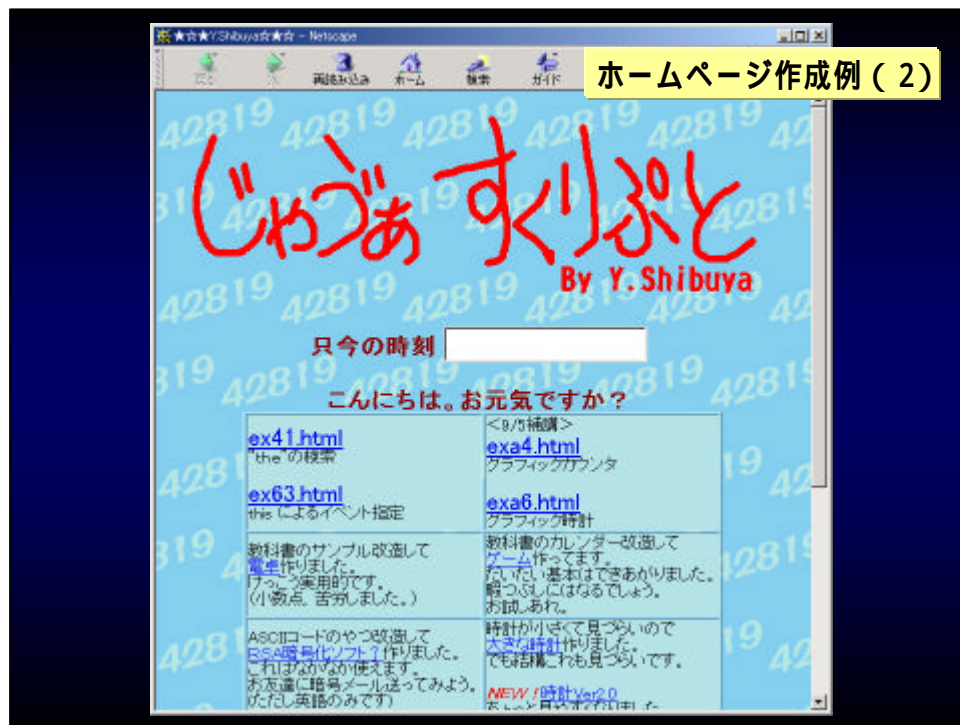 ★☆★Y.Shibuya☆★☆ - Netscape
再読み込み ホーム 検索 ガイド
ホームページ作成例(2)
じゃヴぁ すくりぷと
By Y.Shibuya
只今の時刻
こんにちは。お元気ですか?
ex41.html
"the"の検索
ex63.html
this によるイベント指定
<9/5補講>
exa4.html
グラフィックカウンタ
exa6.html
グラフィック時計
教科書のサンプル改造して
電卓作りました。
けっこう実用的です。
(小数点、苦労しました。)
教科書のカレンダー改造して
ゲーム作ってます。
だいたい基本はできあがりました。
暇つぶしにはなるでしょう。
お試しあれ。
ASCIIコードのやつ改造して
RSA暗号化ソフト?作りました。
これはなかなか使えます。
お友達に暗号メール送ってみよう。
(ただし英語のみです)
時計が小さくて見づらいので
大きな時計作りました。
でも結構これも見づらいです。
NEW!時計Ver2.0
42819